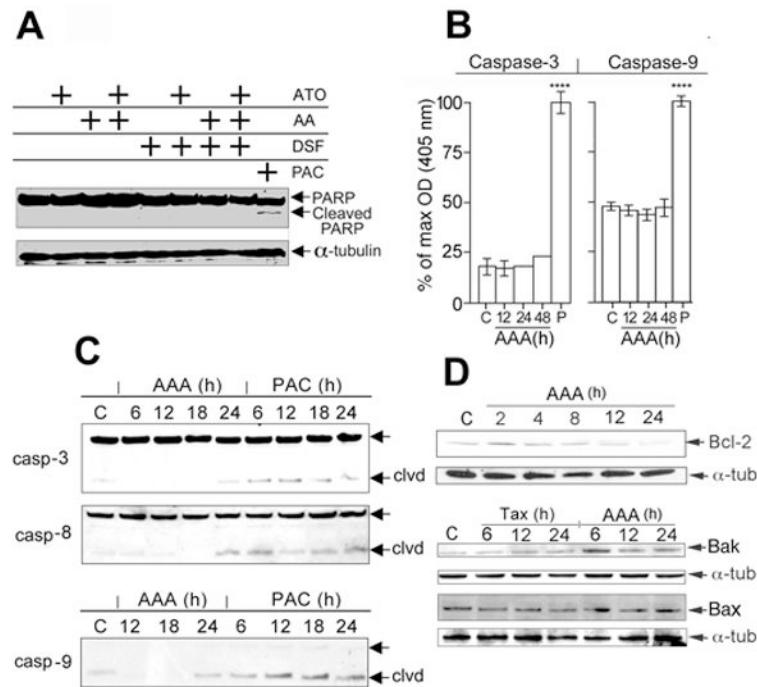 A
+ + + + ATO
+ + + + AA
+ + + + DSF
+ PAC
PARP
Cleaved
PARP
α-tubulin
B
Caspase-3 | Caspase-9
**** ****
% of max OD (405 nm)
100
75
50
25
0
C 12 24 48 P C 12 24 48 P
AAA(h) AAA(h)
C
| AAA (h) | PAC (h)
C 6 12 18 24 6 12 18 24
casp-3
clvd
casp-8
clvd
| AAA (h) | PAC (h)
C 12 18 24 6 12 18 24
casp-9
clvd
D
AAA (h)
C 2 4 8 12 24
Bcl-2
α-tub
Tax (h) AAA (h)
C 6 12 24 6 12 24
Bak
α-tub
Bax
α-tub